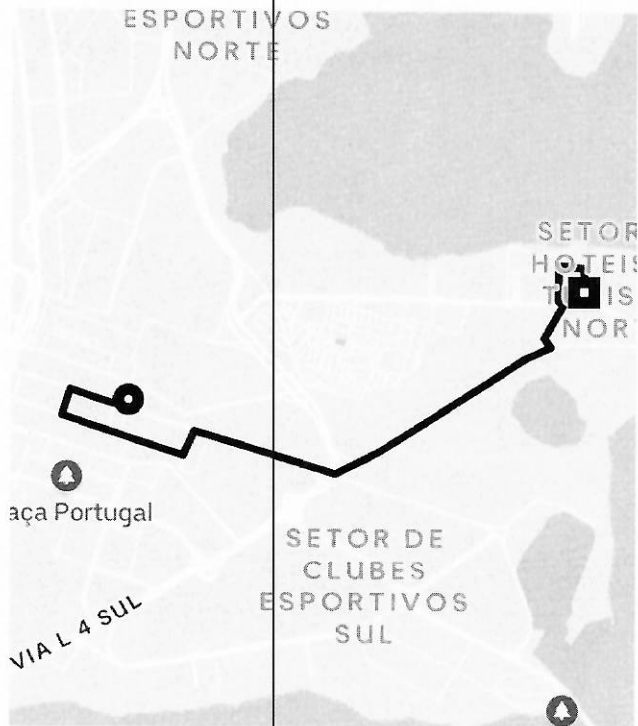 ESPORTIVOS
NORTE
SETOR
HOTEIS
NORT
aça Portugal
SETOR DE
CLUBES
ESPORTIVOS
SUL
VIA L 4 SUL